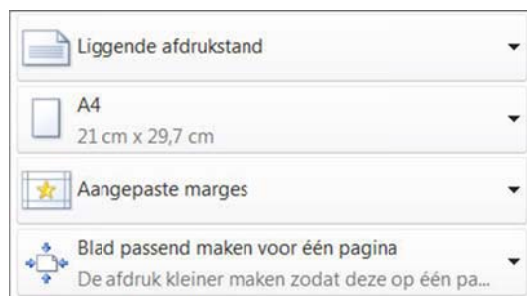 Liggende afdrukstand
A4
21 cm x 29,7 cm
Aangepaste marges
Blad passend maken voor één pagina
De afdruk kleiner maken zodat deze op één pa...